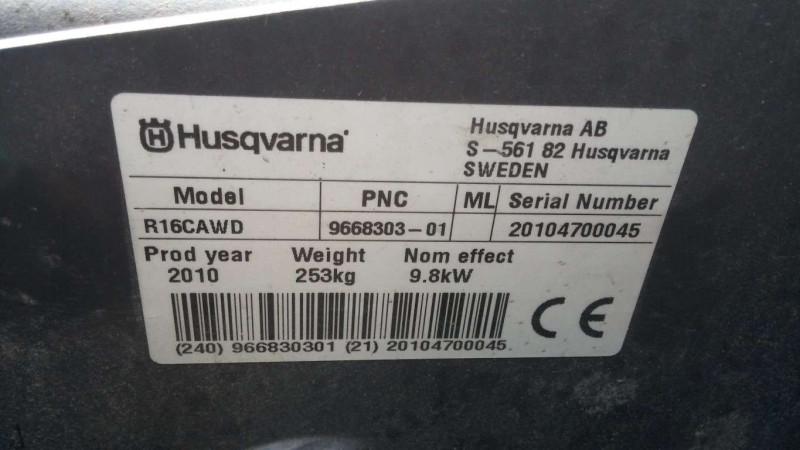 Husqvarna
Husqvarna AB
S-561 82 Husqvarna
SWEDEN
Model PNC ML Serial Number
R16CAWD 9668303-01 20104700045
Prod year Weight Nom effect
2010 253kg 9.8kW
CE
(240) 966830301 (21) 20104700045